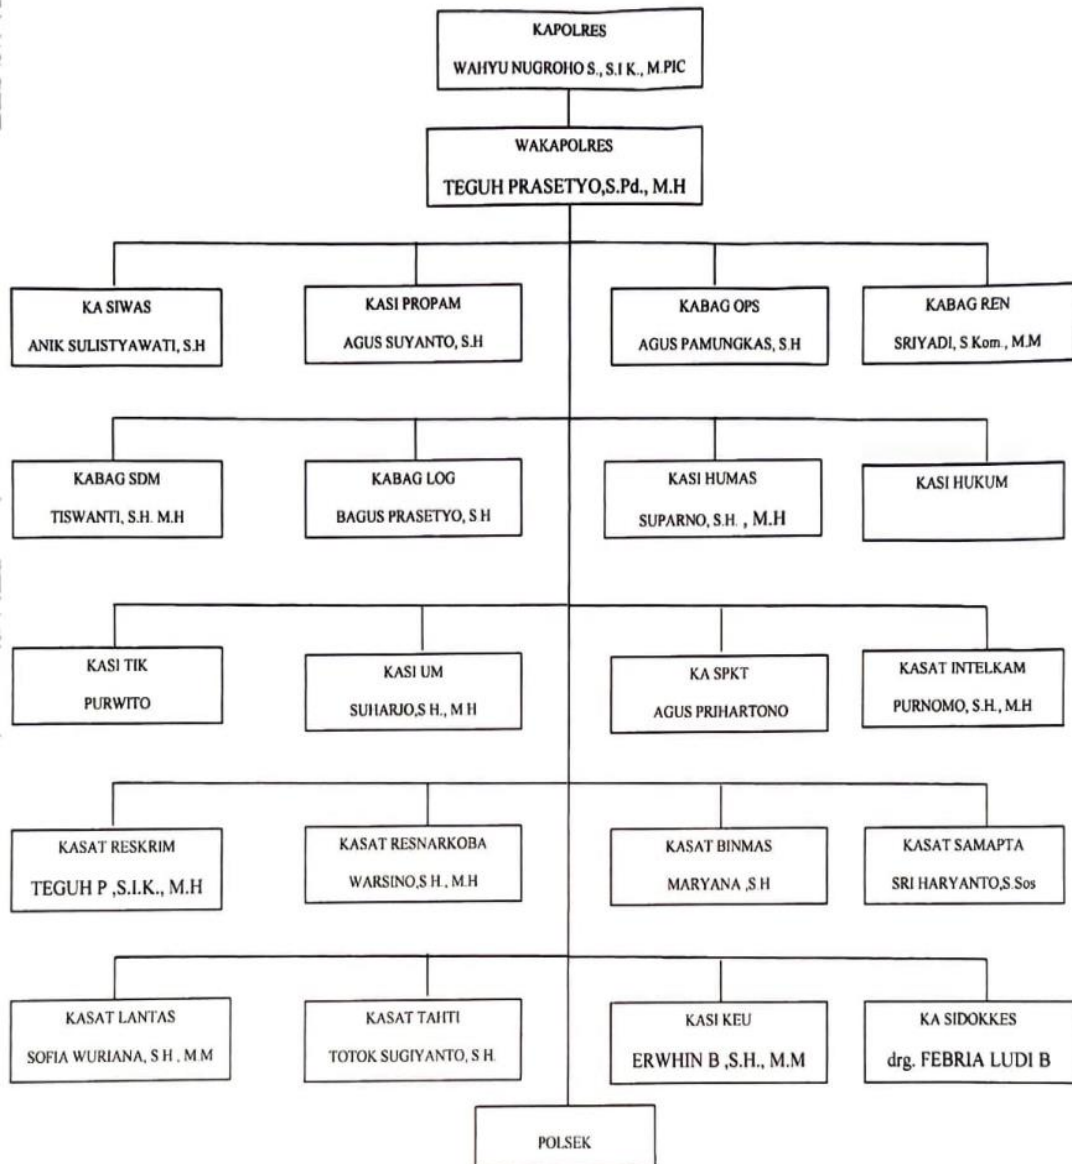 KAPOLRES
WAHYU NUGROHO S., S.I K., M.PIC
WAKAPOLRES
TEGUH PRASETYO,S.Pd., M.H
KA SIWAS
ANIK SULISTYAWATI, S.H
KASI PROPAM
AGUS SUYANTO, S.H
KABAG OPS
AGUS PAMUNGKAS, S.H
KABAG REN
SRIYADI, S Kom., M.M
KABAG SDM
TISWANTI, S.H. M.H
KABAG LOG
BAGUS PRASETYO, S H
KASI HUMAS
SUPARNO, S.H. , M.H
KASI HUKUM
KASI TIK
PURWITO
KASI UM
SUHARJO,S H., M H
KA SPKT
AGUS PRIHARTONO
KASAT INTELKAM
PURNOMO, S.H., M.H
KASAT RESKRIM
TEGUH P ,S.I.K., M.H
KASAT RESNARKOBA
WARSINO,S H., M.H
KASAT BINMAS
MARYANA ,S.H
KASAT SAMAPTA
SRI HARYANTO,S.Sos
KASAT LANTAS
SOFIA WURIANA, S H , M.M
KASAT TAHTI
TOTOK SUGIYANTO, S H.
KASI KEU
ERWHIN B ,S.H., M.M
KA SIDOKKES
drg. FEBRIA LUDI B
POLSEK